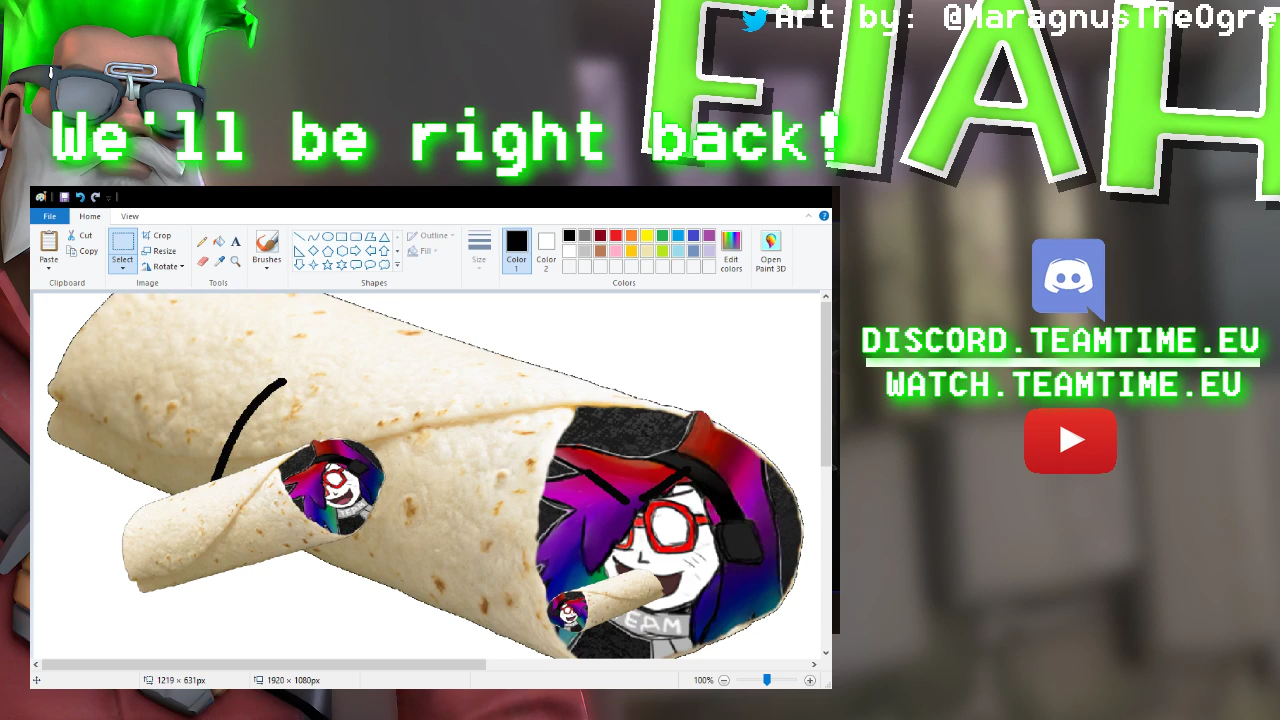 Art by: @MaragnusTheOgre
FIAH
We'll be right back!
File Home View
Paste
Cut
Copy
Clipboard
Select
Crop
Resize
Rotate
Image
A
Tools
Brushes
Outline
Fill
Shapes
Size
Color 1
Color 2
Edit colors
Colors
Open Paint 3D
DISCORD.TEAMTIME.EU
WATCH.TEAMTIME.EU
EAM
1219 × 631px
1920 × 1080px
100%